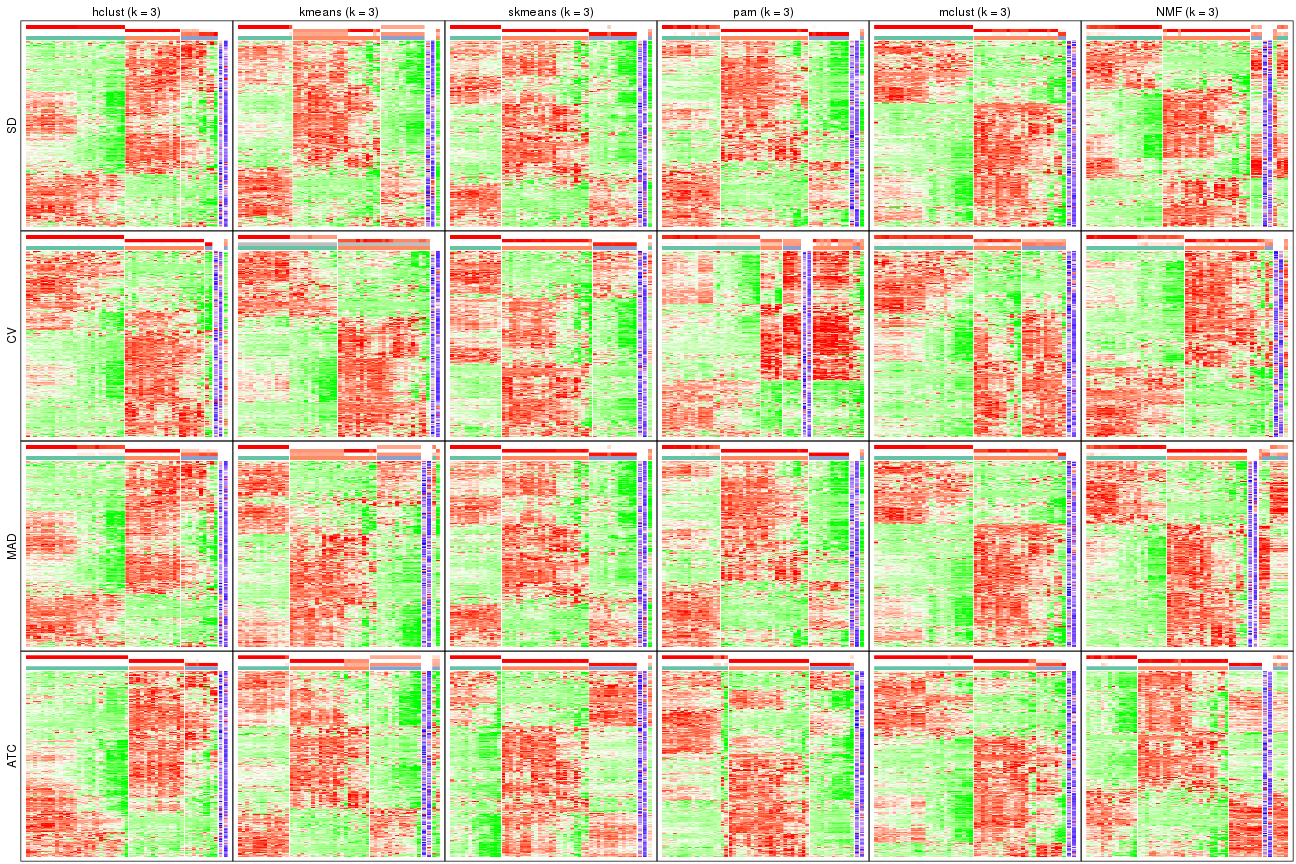 hclust (k = 3) kmeans (k = 3) skmeans (k = 3) pam (k = 3) mclust (k = 3) NMF (k = 3)
SD
CV
MAD
ATC